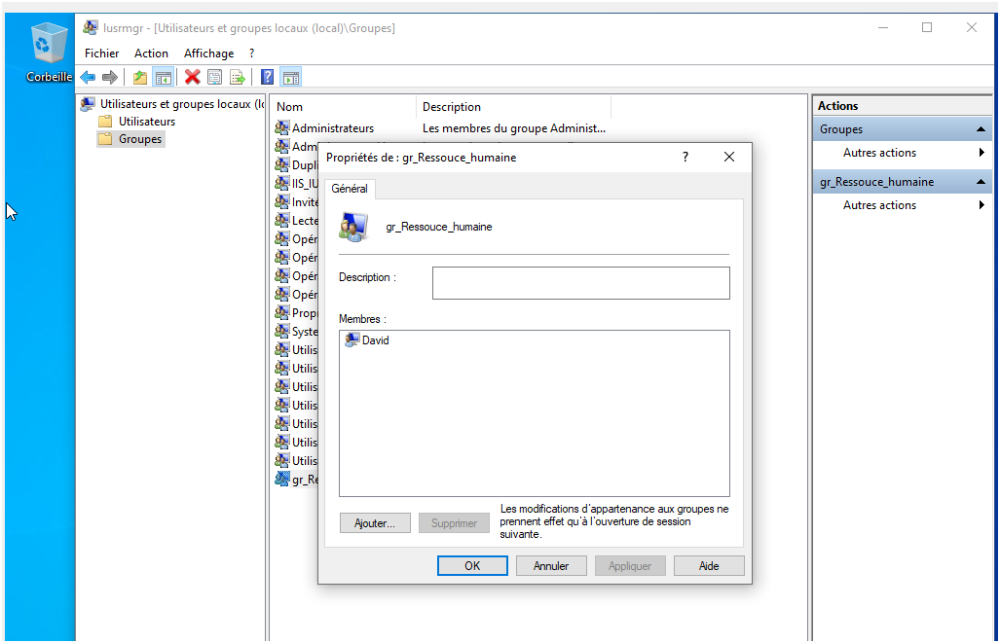 Corbeille
lusrmgr - [Utilisateurs et groupes locaux (local)\Groupes]
Fichier Action Affichage ?
Utilisateurs et groupes locaux (lo
Utilisateurs
Groupes
Nom Description
Administrateurs Les membres du groupe Administ...
Adm
Dupli
IIS_IU
Invité
Lecte
Opér
Opér
Opér
Opér
Propr
Systè
Utilis
Utilis
Utilis
Utilis
Utilis
Utilis
Utilis
gr_Re
Propriétés de : gr_Ressouce_humaine
?
Général
gr_Ressouce_humaine
Description :
Membres :
David
Ajouter...
Supprimer
Les modifications d'appartenance aux groupes ne
prennent effet qu'à l'ouverture de session
suivante.
OK Annuler Appliquer Aide
Actions
Groupes
Autres actions
gr_Ressouce_humaine
Autres actions